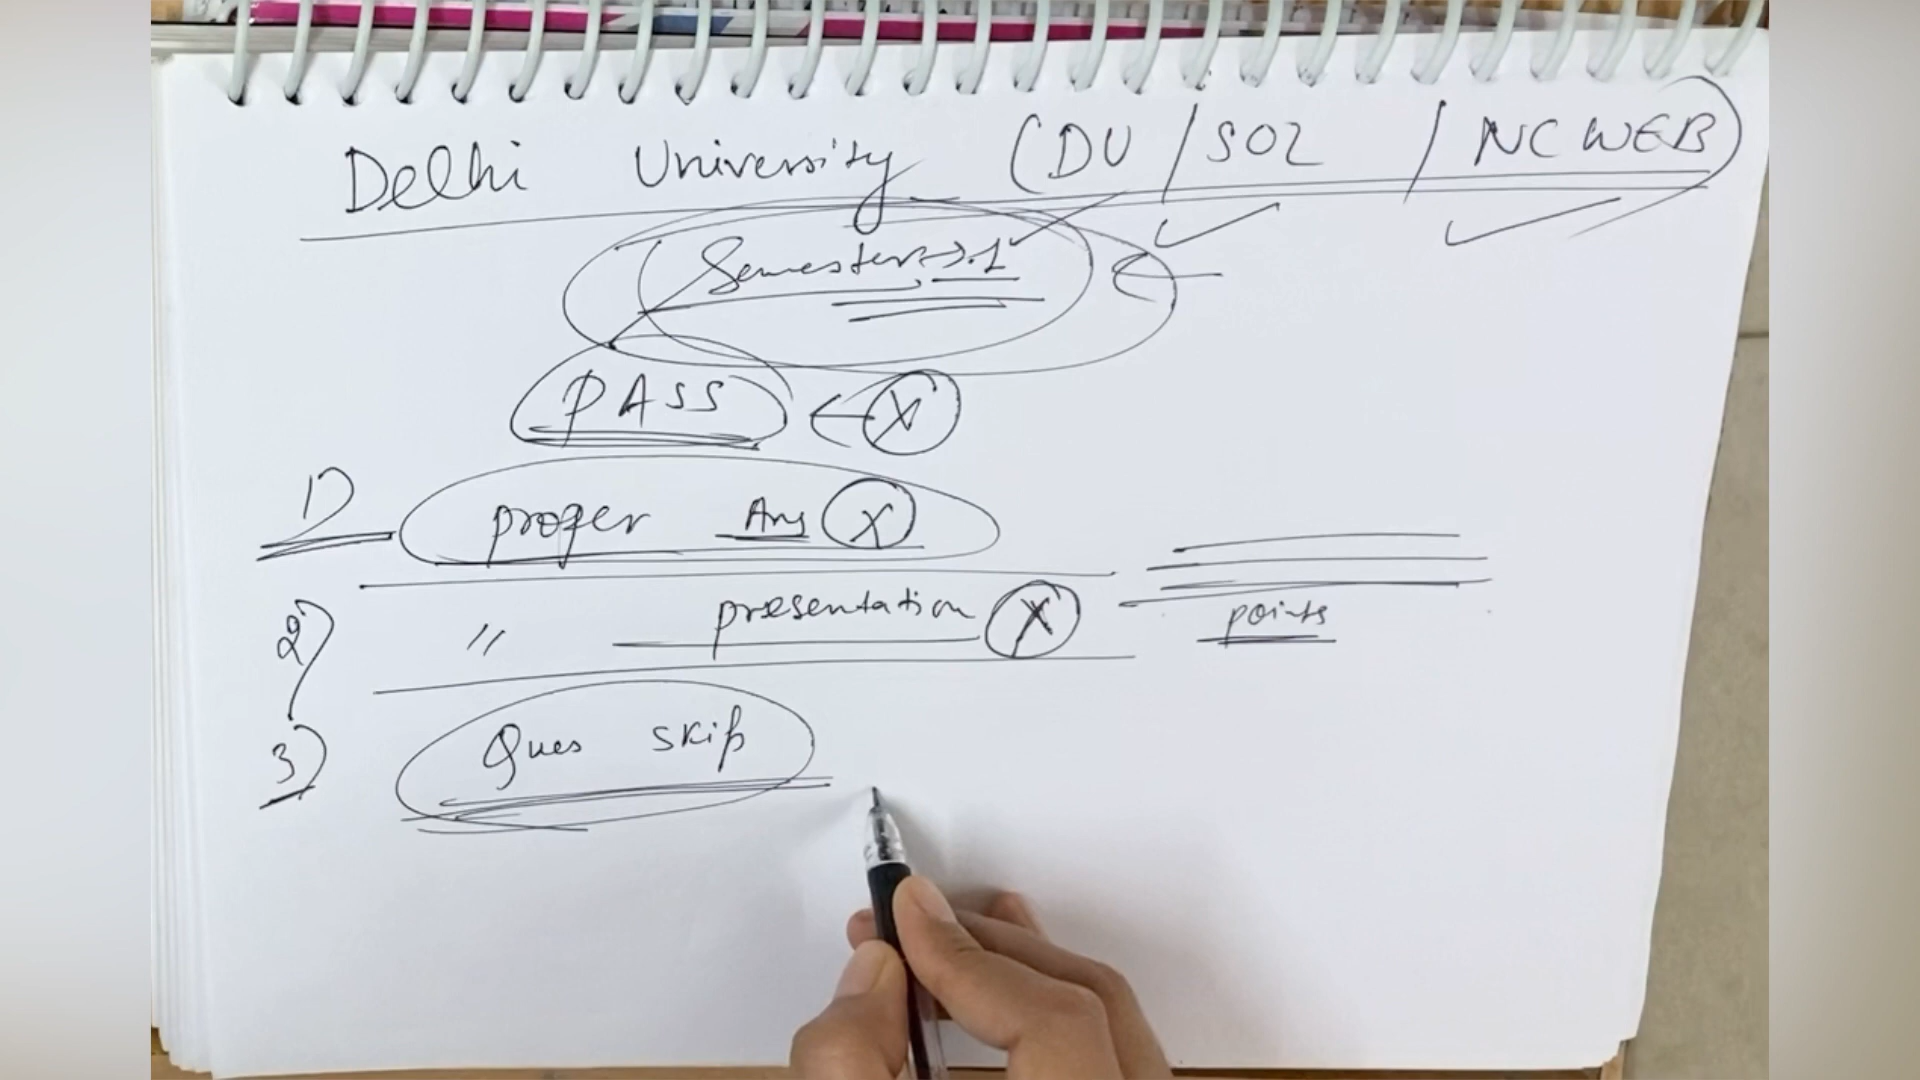 Delhi University (DU / SOL / NCWEB)
Semester → 1
PASS ← X
1) proper Ans X
2) " presentation X
points
3) Ques skip